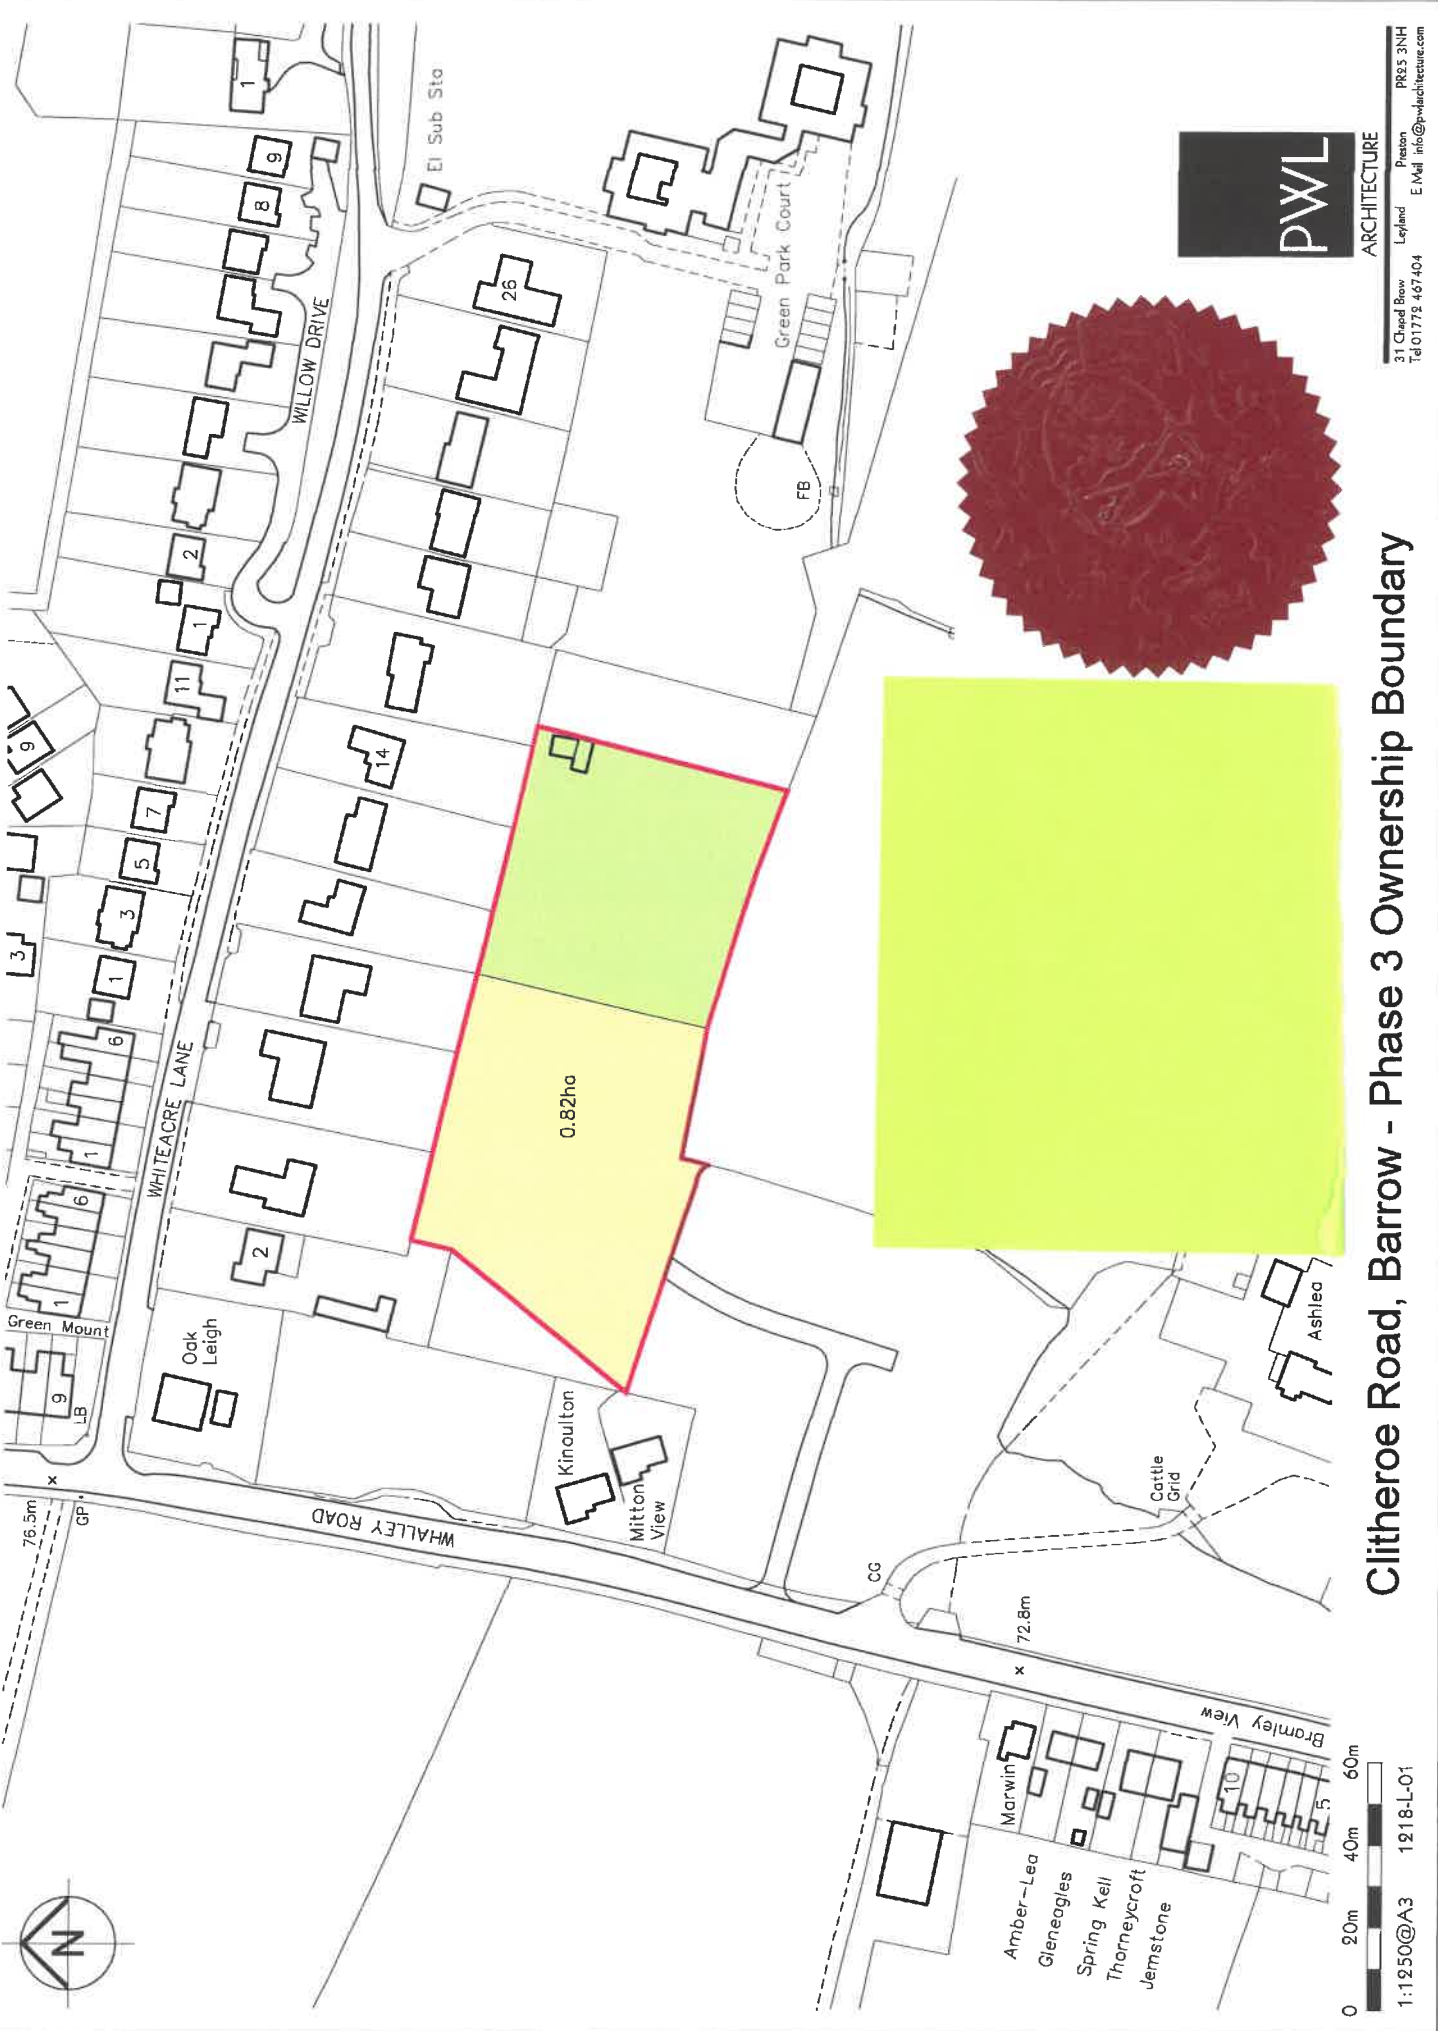 1
9
8
2
1
11
9
7
5
3
1
3
6
1
6
1
Green Mount
9
LB
WILLOW DRIVE
El Sub Sta
26
Green Park Court
FB
14
WHITEACRE LANE
2
Oak
Leigh
0.82ha
76.5m
GP
WHALLEY ROAD
Kinoulton
Mitton
View
Cattle
Grid
Ashlea
CG
72.8m
Bramley View
Marwin
10
5
Amber-Lea
Gleneagles
Spring Kell
Thorneycroft
Jemstone
N
0 20m 40m 60m
1:1250@A3 1218-L-01
Clitheroe Road, Barrow - Phase 3 Ownership Boundary
PWL
ARCHITECTURE
31 Chapel Brow Leyland Preston PR25 3NH
Tel 01772 467404 E Mail info@pwlarchitecture.com